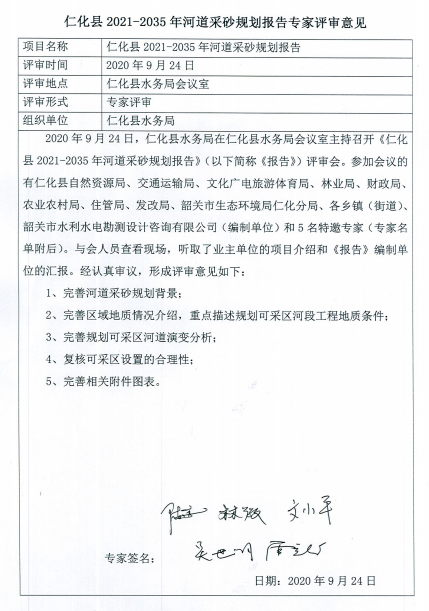 仁化县 2021-2035 年河道采砂规划报告专家评审意见
项目名称 仁化县 2021-2035 年河道采砂规划报告
评审时间 2020 年 9 月 24 日
评审地点 仁化县水务局会议室
评审形式 专家评审
组织单位 仁化县水务局
2020 年 9 月 24 日，仁化县水务局在仁化县水务局会议室主持召开《仁化
县 2021-2035 年河道采砂规划报告》（以下简称《报告》）评审会。参加会议的
有仁化县自然资源局、交通运输局、文化广电旅游体育局、林业局、财政局、
农业农村局、住管局、发改局、韶关市生态环境局仁化分局、各乡镇（街道）、
韶关市水利水电勘测设计咨询有限公司（编制单位）和 5 名特邀专家（专家名
单附后）。与会人员查看现场，听取了业主单位的项目介绍和《报告》编制单
位的汇报。经认真审议，形成评审意见如下：
1、完善河道采砂规划背景；
2、完善区域地质情况介绍，重点描述规划可采区河段工程地质条件；
3、完善规划可采区河道演变分析；
4、复核可采区设置的合理性；
5、完善相关附件图表。
文小平
专家签名：
日期：2020 年 9 月 24 日